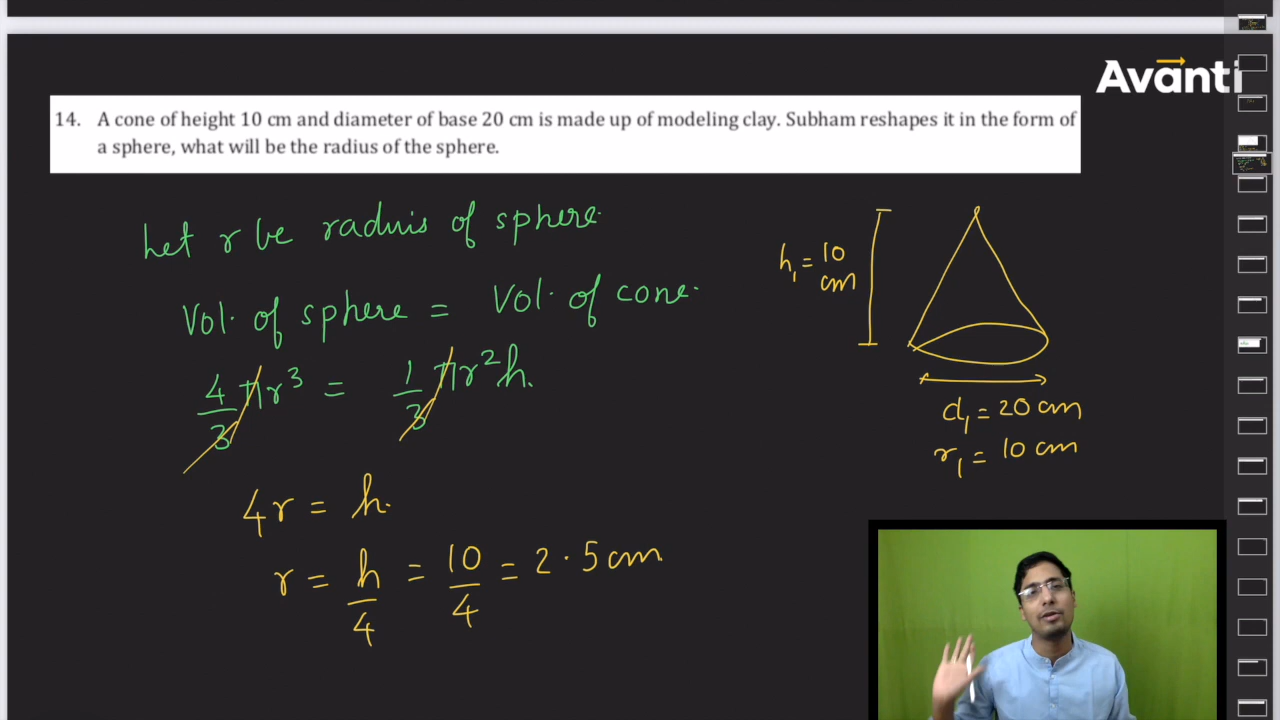 Avanti
14. A cone of height 10 cm and diameter of base 20 cm is made up of modeling clay. Subham reshapes it in the form of
a sphere, what will be the radius of the sphere.
Let r be raduis of sphere.
Vol. of sphere = Vol. of cone.
4/3 πr³ = 1/3 πr²h.
4r = h.
r = h/4 = 10/4 = 2.5 cm
h₁ = 10
cm
d₁ = 20 cm
r₁ = 10 cm